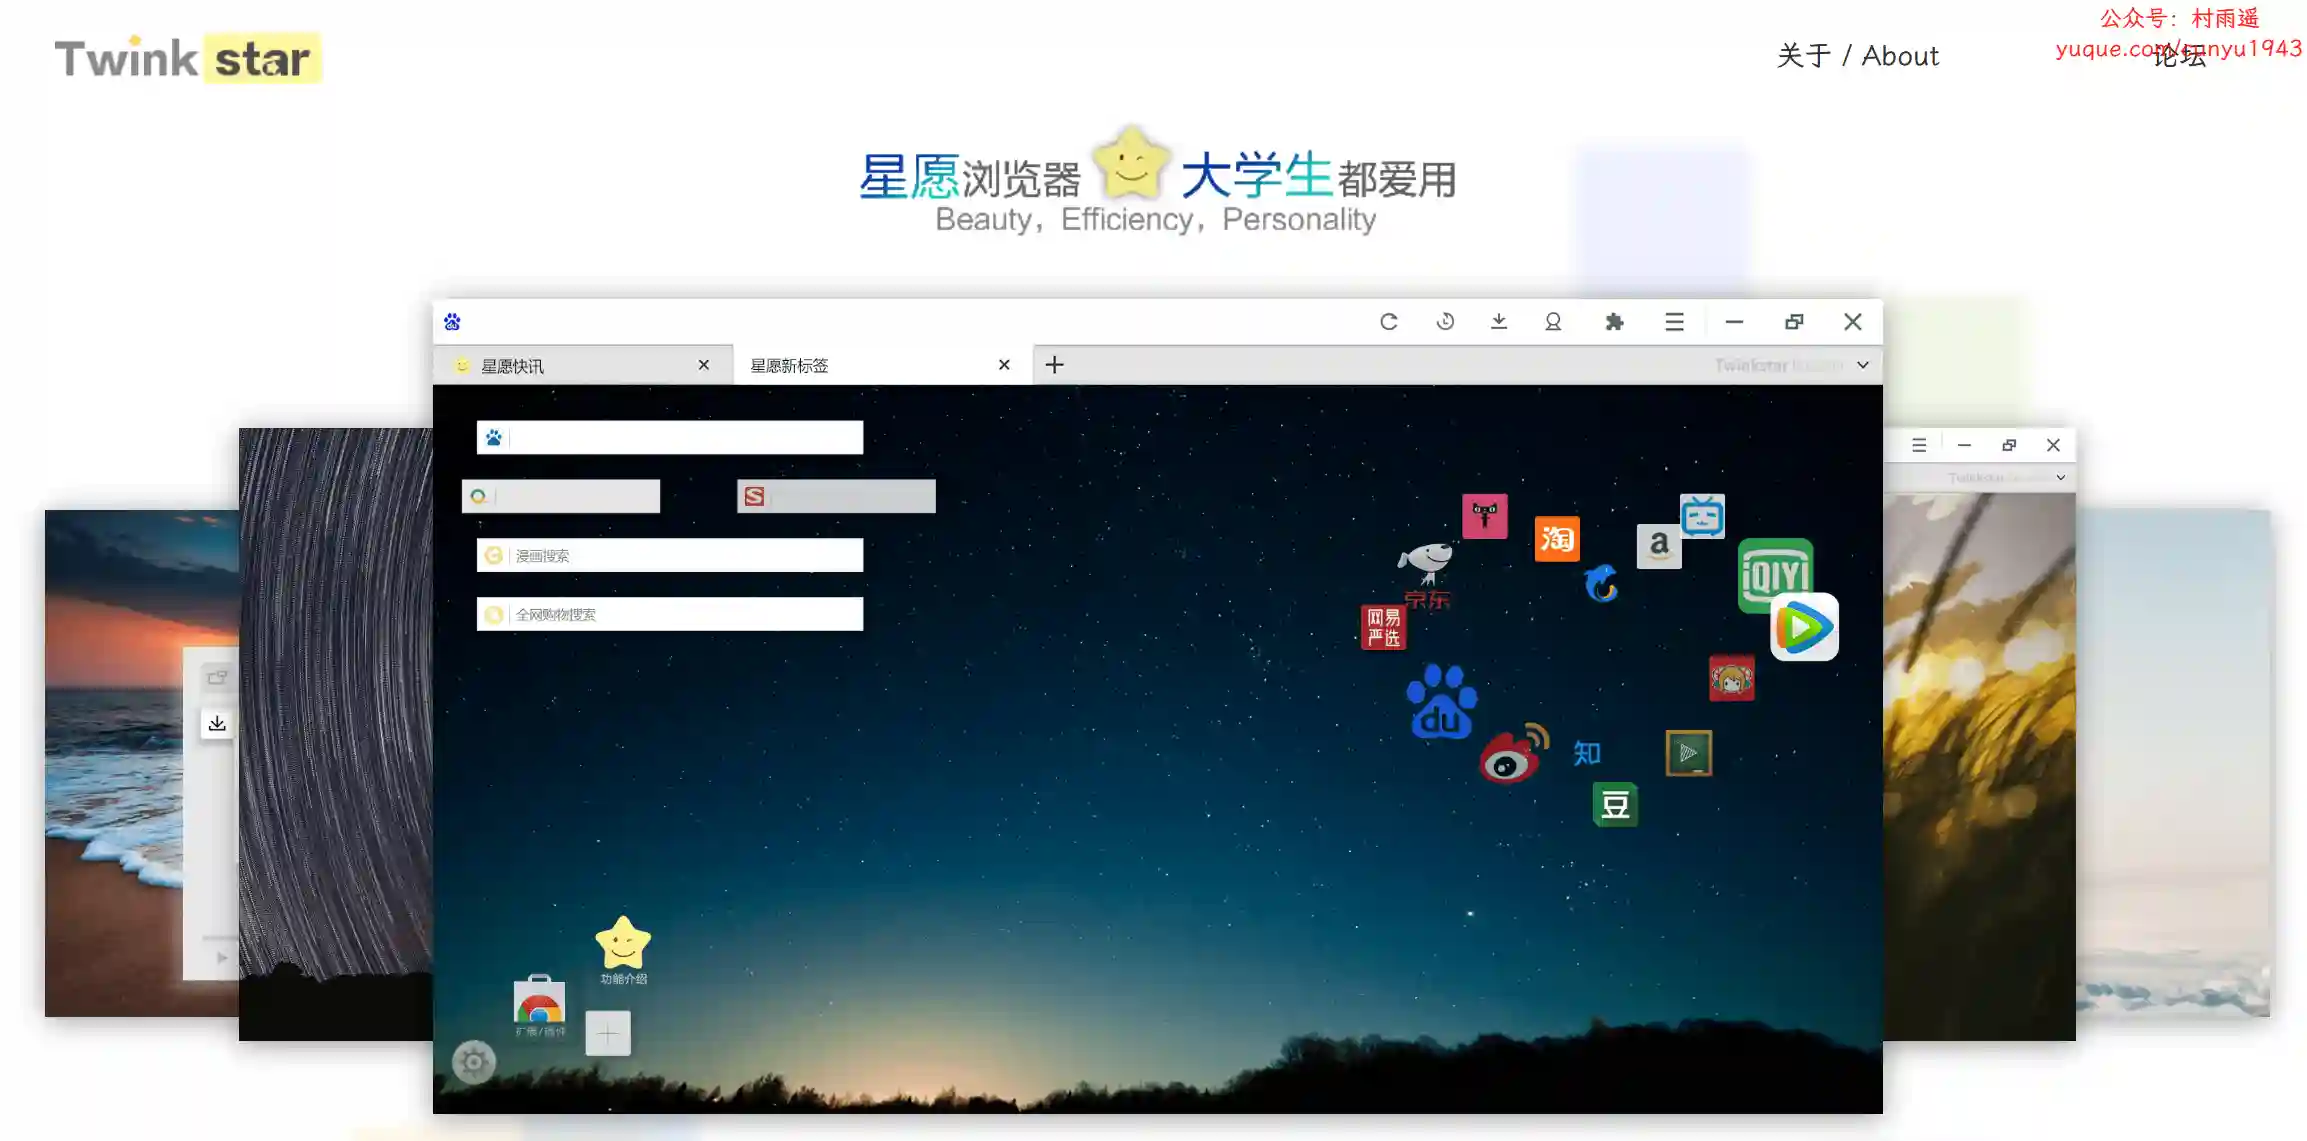 公众号：村雨遥
yuque.com/cunyu1943
Twink star
关于 / About
论坛
星愿浏览器 大学生都爱用
Beauty，Efficiency，Personality
du
星愿快讯
星愿新标签
Twinkstar
Twinkstar
S
漫画搜索
全网购物搜索
淘
a
iQIYI
京东
网易
严选
du
知
豆
功能介绍
扩展/插件